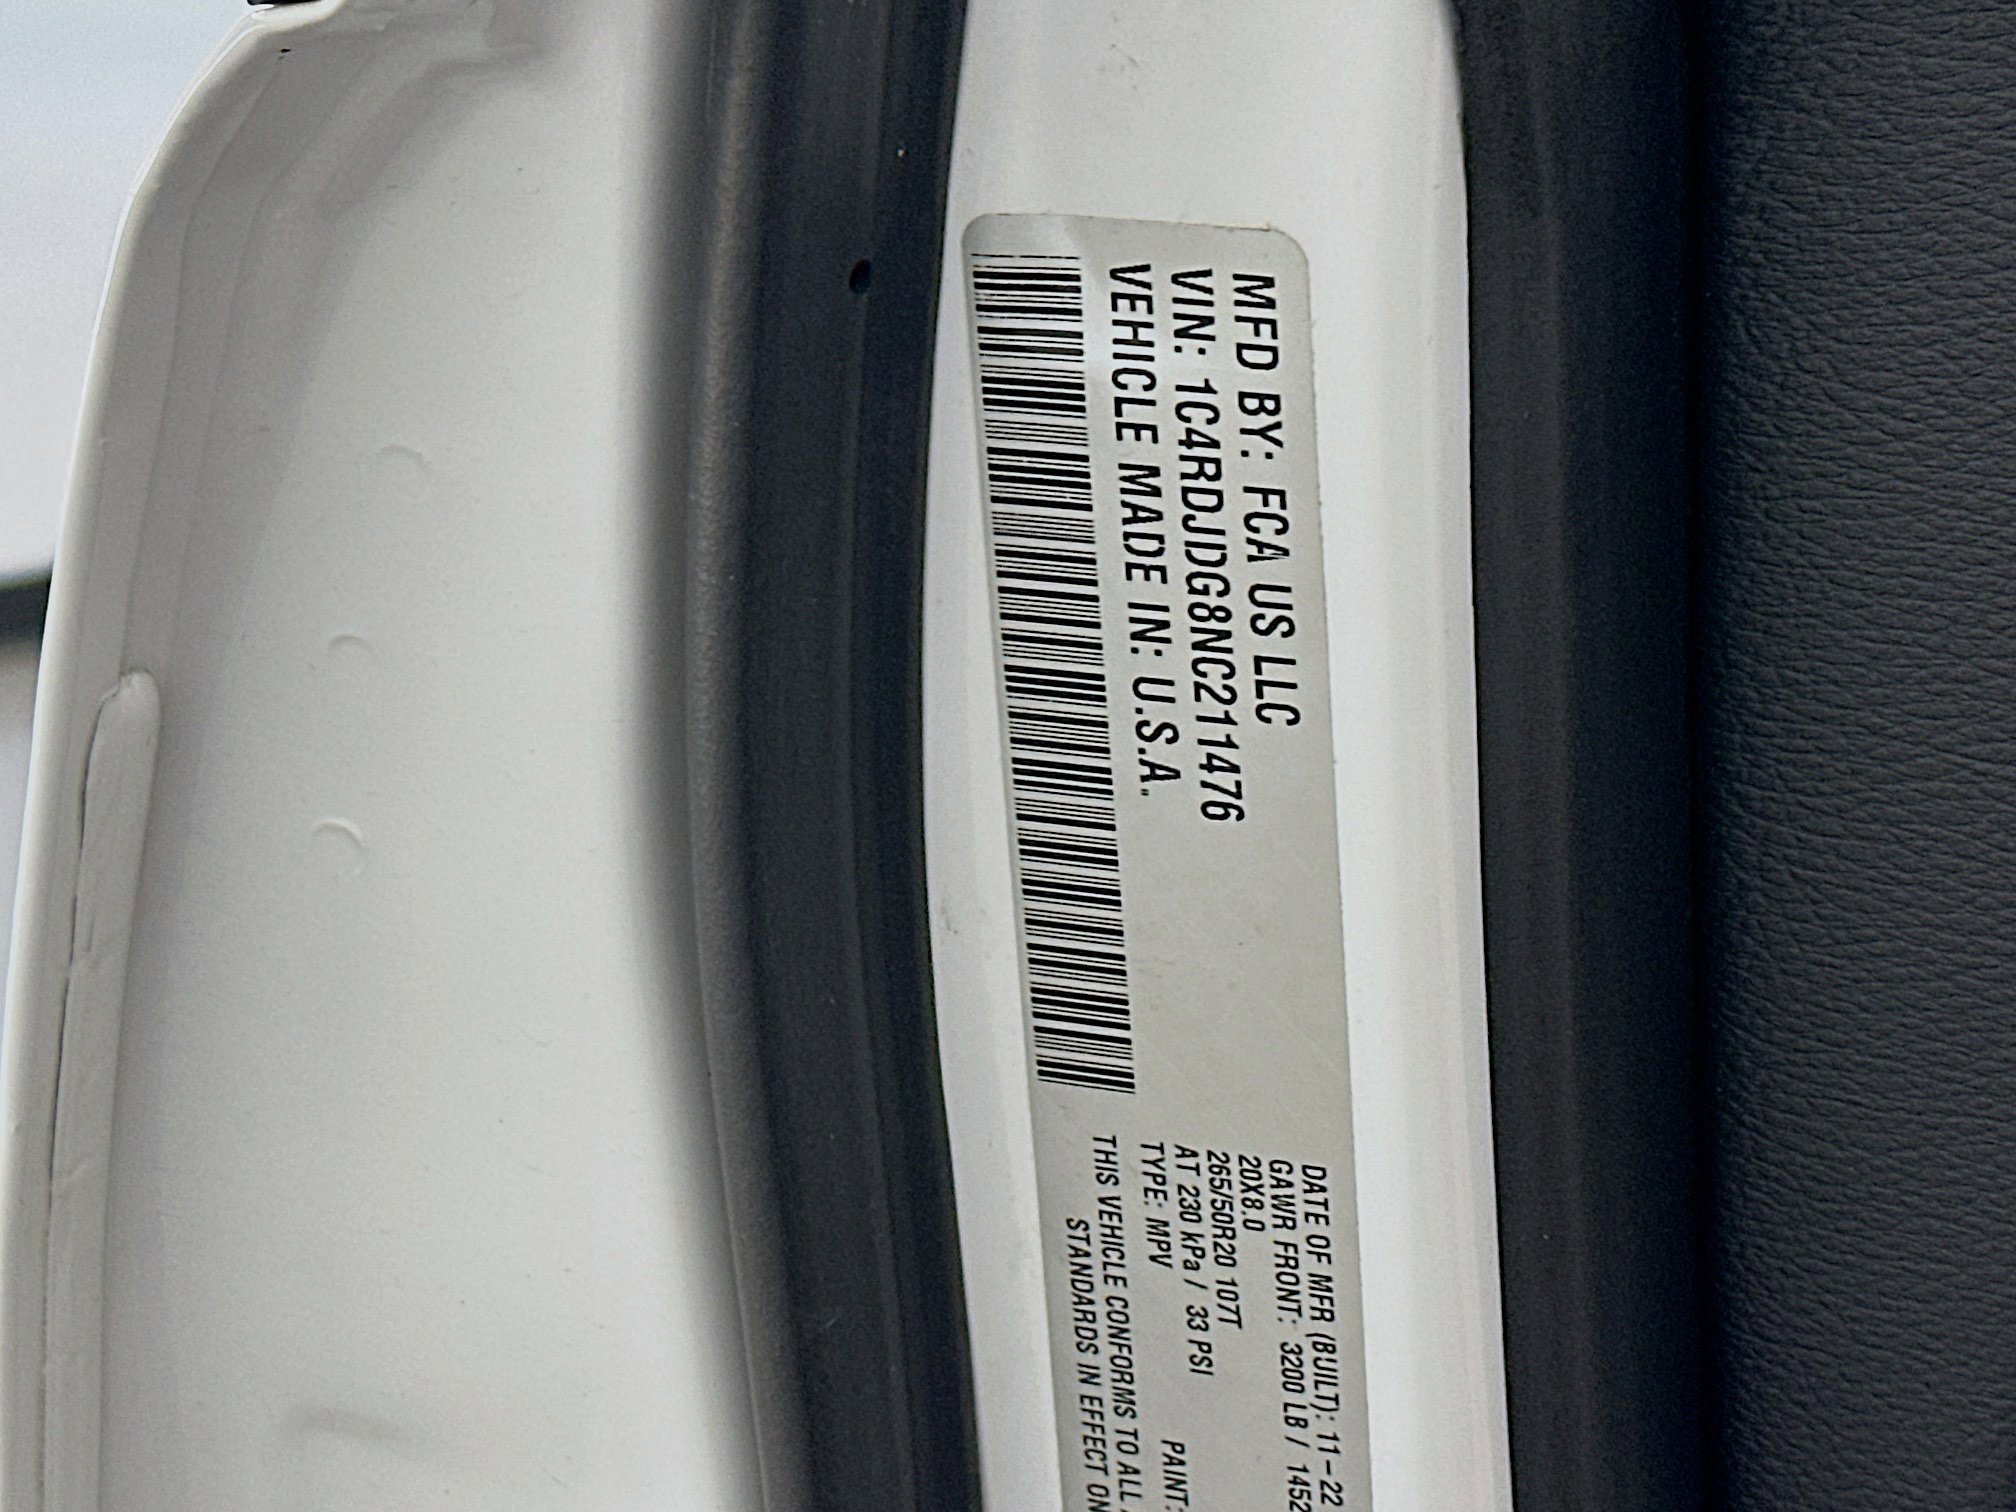 MFD BY: FCA US LLC
VIN: 1C4RDJDG8NC211476
VEHICLE MADE IN: U.S.A.
DATE OF MFR (BUILT): 11-22
GAWR FRONT: 3200 LB / 1452
20X8.0
265/50R20 107T
AT 230 kPa / 33 PSI
TYPE: MPV PAINT:
THIS VEHICLE CONFORMS TO ALL
STANDARDS IN EFFECT ON